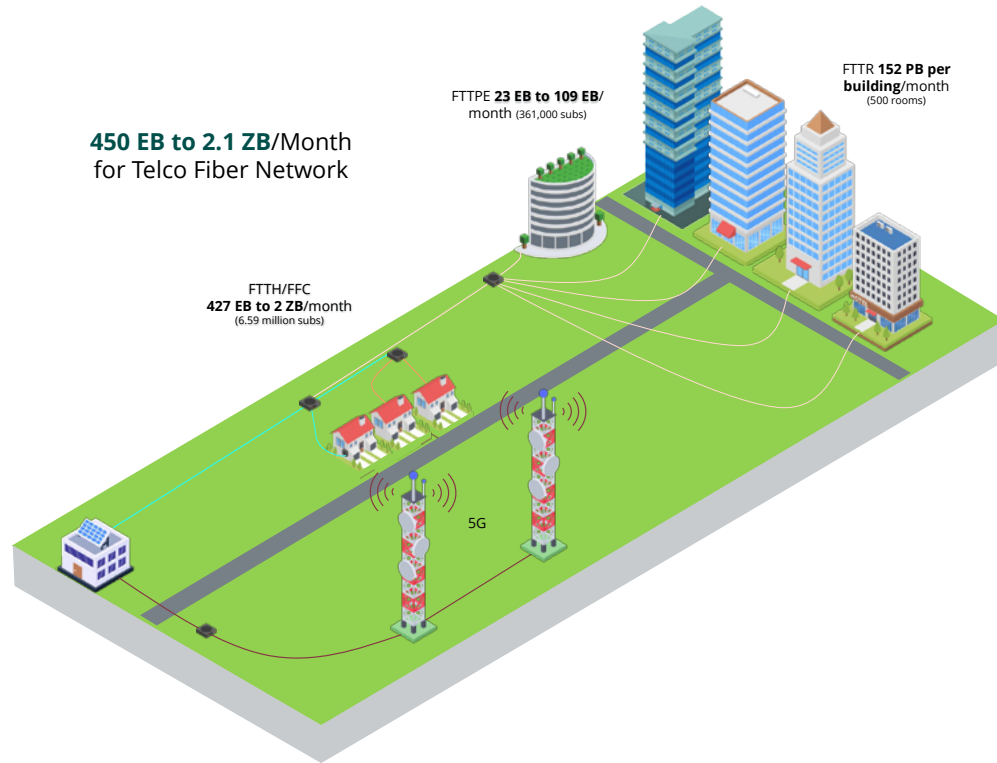 FTTR 152 PB per
building/month
(500 rooms)
FTTPE 23 EB to 109 EB/
month (361,000 subs)
450 EB to 2.1 ZB/Month
for Telco Fiber Network
FTTH/FFC
427 EB to 2 ZB/month
(6.59 million subs)
5G